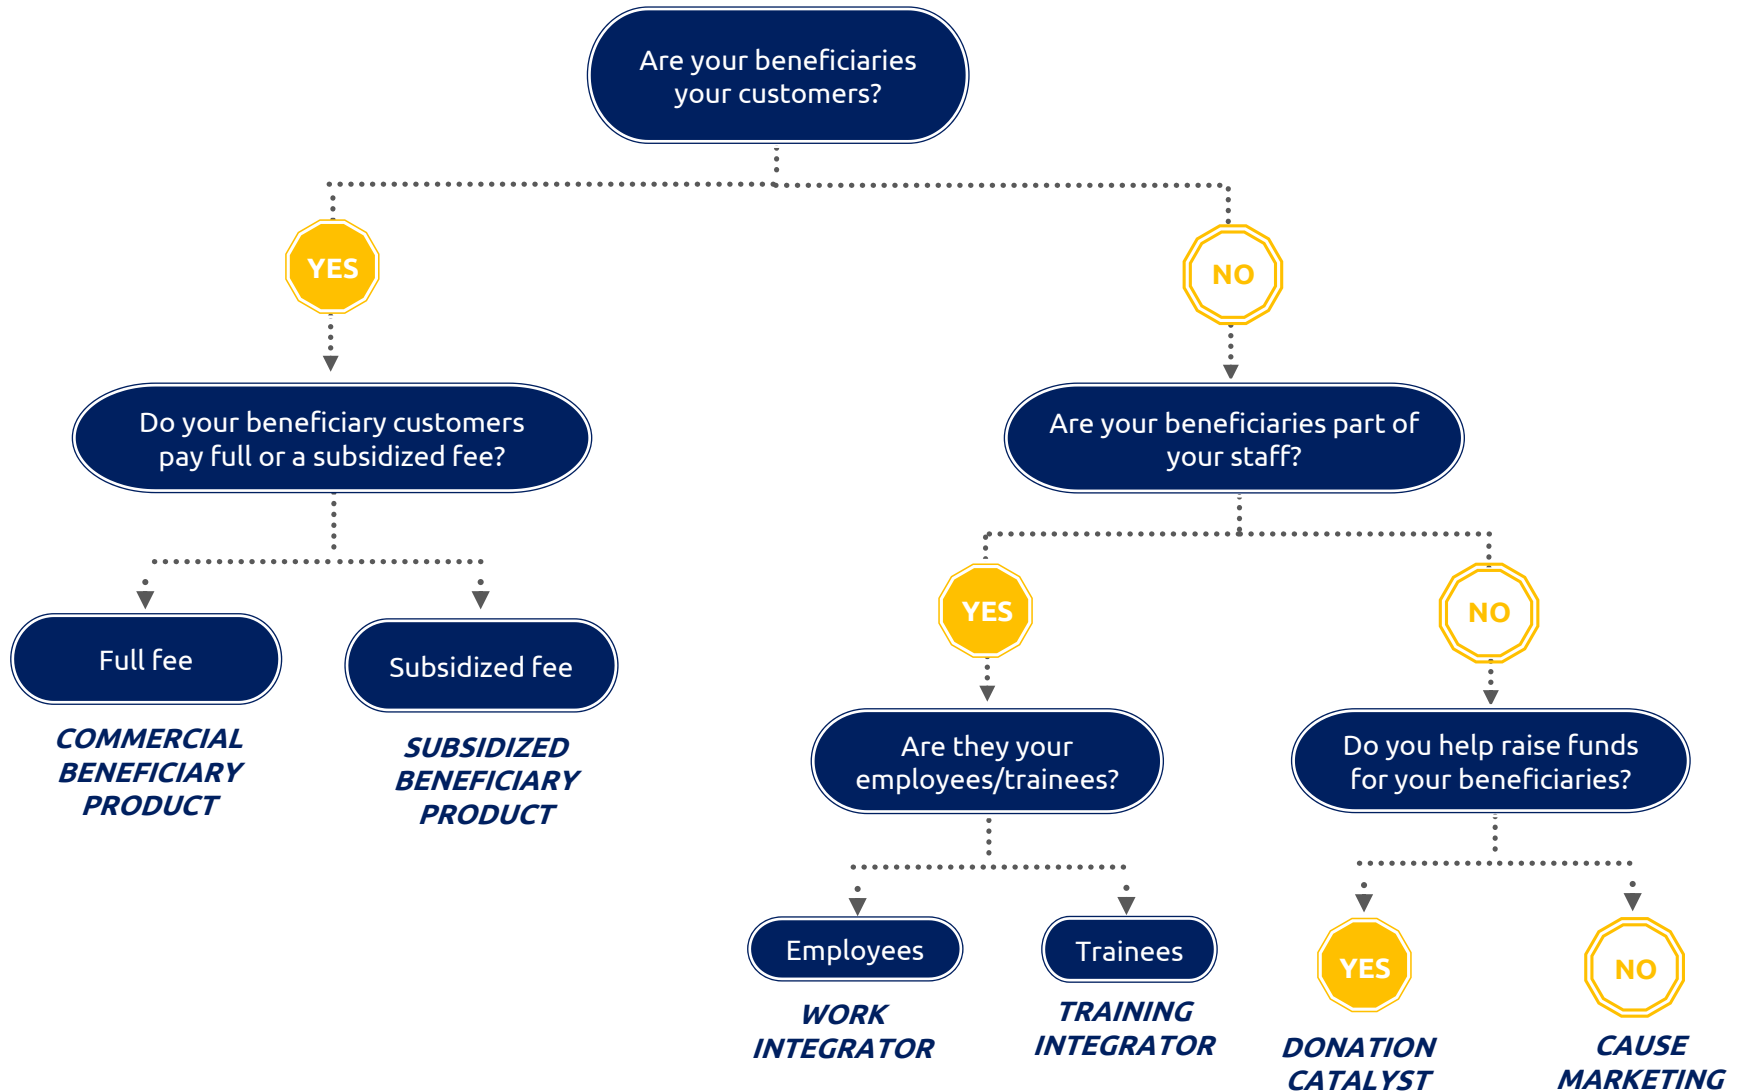 Are your beneficiaries
your customers?
YES
NO
Do your beneficiary customers
pay full or a subsidized fee?
Are your beneficiaries part of
your staff?
YES
NO
Full fee
Subsidized fee
COMMERCIAL
BENEFICIARY
PRODUCT
SUBSIDIZED
BENEFICIARY
PRODUCT
Are they your
employees/trainees?
Do you help raise funds
for your beneficiaries?
Employees
Trainees
YES
NO
WORK
INTEGRATOR
TRAINING
INTEGRATOR
DONATION
CATALYST
CAUSE
MARKETING